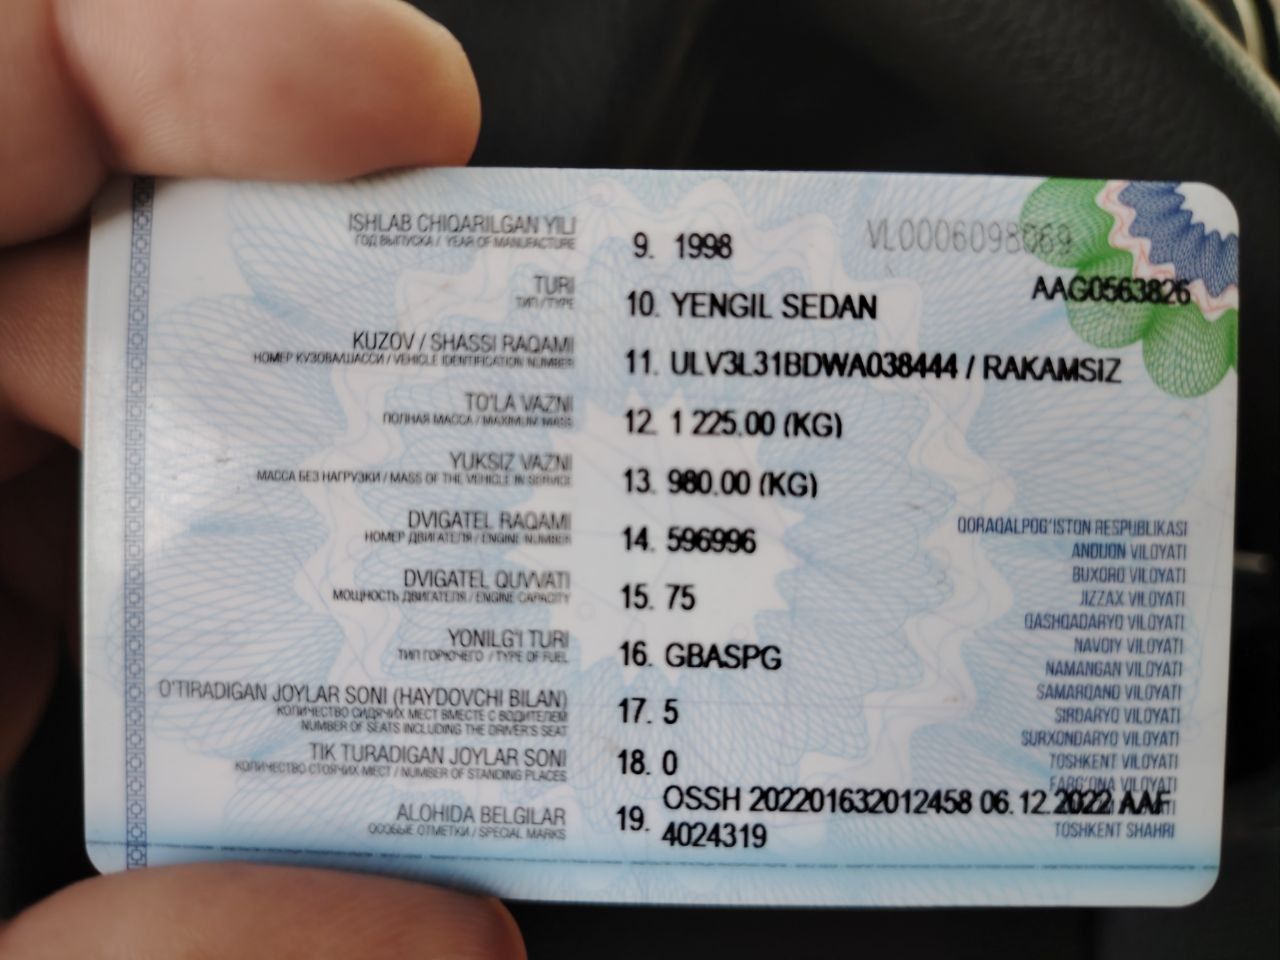 VL0006098069
AAG0563826
ISHLAB CHIQARILGAN YILI
ГОД ВЫПУСКА / YEAR OF MANUFACTURE
9. 1998
TURI
ТИП / TYPE
10. YENGIL SEDAN
KUZOV / SHASSI RAQAMI
НОМЕР КУЗОВА/ШАССИ / VEHICLE IDENTIFICATION NUMBER
11. ULV3L31BDWA038444 / RAKAMSIZ
TO'LA VAZNI
ПОЛНАЯ МАССА / MAXIMUM MASS
12. 1 225.00 (KG)
YUKSIZ VAZNI
МАССА БЕЗ НАГРУЗКИ / MASS OF THE VEHICLE IN SERVICE
13. 980.00 (KG)
DVIGATEL RAQAMI
НОМЕР ДВИГАТЕЛЯ / ENGINE NUMBER
14. 596996
DVIGATEL QUVVATI
МОЩНОСТЬ ДВИГАТЕЛЯ / ENGINE CAPACITY
15. 75
YONILG'I TURI
ТИП ГОРЮЧЕГО / TYPE OF FUEL
16. GBASPG
O'TIRADIGAN JOYLAR SONI (HAYDOVCHI BILAN)
КОЛИЧЕСТВО СИДЯЧИХ МЕСТ ВМЕСТЕ С ВОДИТЕЛЕМ
NUMBER OF SEATS INCLUDING THE DRIVER'S SEAT
17. 5
TIK TURADIGAN JOYLAR SONI
КОЛИЧЕСТВО СТОЯЧИХ МЕСТ / NUMBER OF STANDING PLACES
18. 0
ALOHIDA BELGILAR
ОСОБЫЕ ОТМЕТКИ / SPECIAL MARKS
19. OSSH 202201632012458 06.12.2022 AAF
4024319
QORAQALPOG'ISTON RESPUBLIKASI
ANDIJON VILOYATI
BUXORO VILOYATI
JIZZAX VILOYATI
QASHQADARYO VILOYATI
NAVOIY VILOYATI
NAMANGAN VILOYATI
SAMARQAND VILOYATI
SIRDARYO VILOYATI
SURXONDARYO VILOYATI
TOSHKENT VILOYATI
FARG'ONA VILOYATI
TOSHKENT SHAHRI